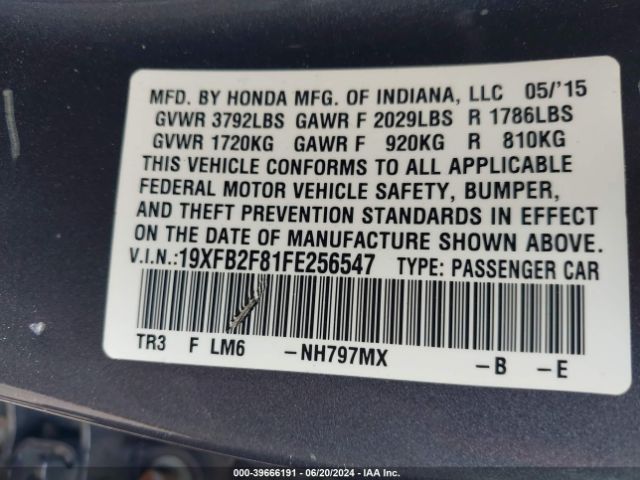 MFD. BY HONDA MFG. OF INDIANA, LLC 05/'15
GVWR 3792LBS GAWR F 2029LBS R 1786LBS
GVWR 1720KG GAWR F 920KG R 810KG
THIS VEHICLE CONFORMS TO ALL APPLICABLE
FEDERAL MOTOR VEHICLE SAFETY, BUMPER,
AND THEFT PREVENTION STANDARDS IN EFFECT
ON THE DATE OF MANUFACTURE SHOWN ABOVE.
V.I.N.:19XFB2F81FE256547 TYPE: PASSENGER CAR
TR3 F LM6 –NH797MX –B –E
000-39666191 - 06/20/2024 - IAA Inc.